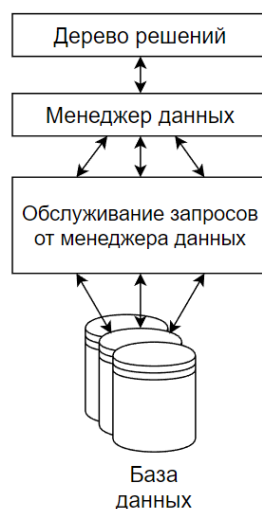 Дерево решений
Менеджер данных
Обслуживание запросов
от менеджера данных
База
данных